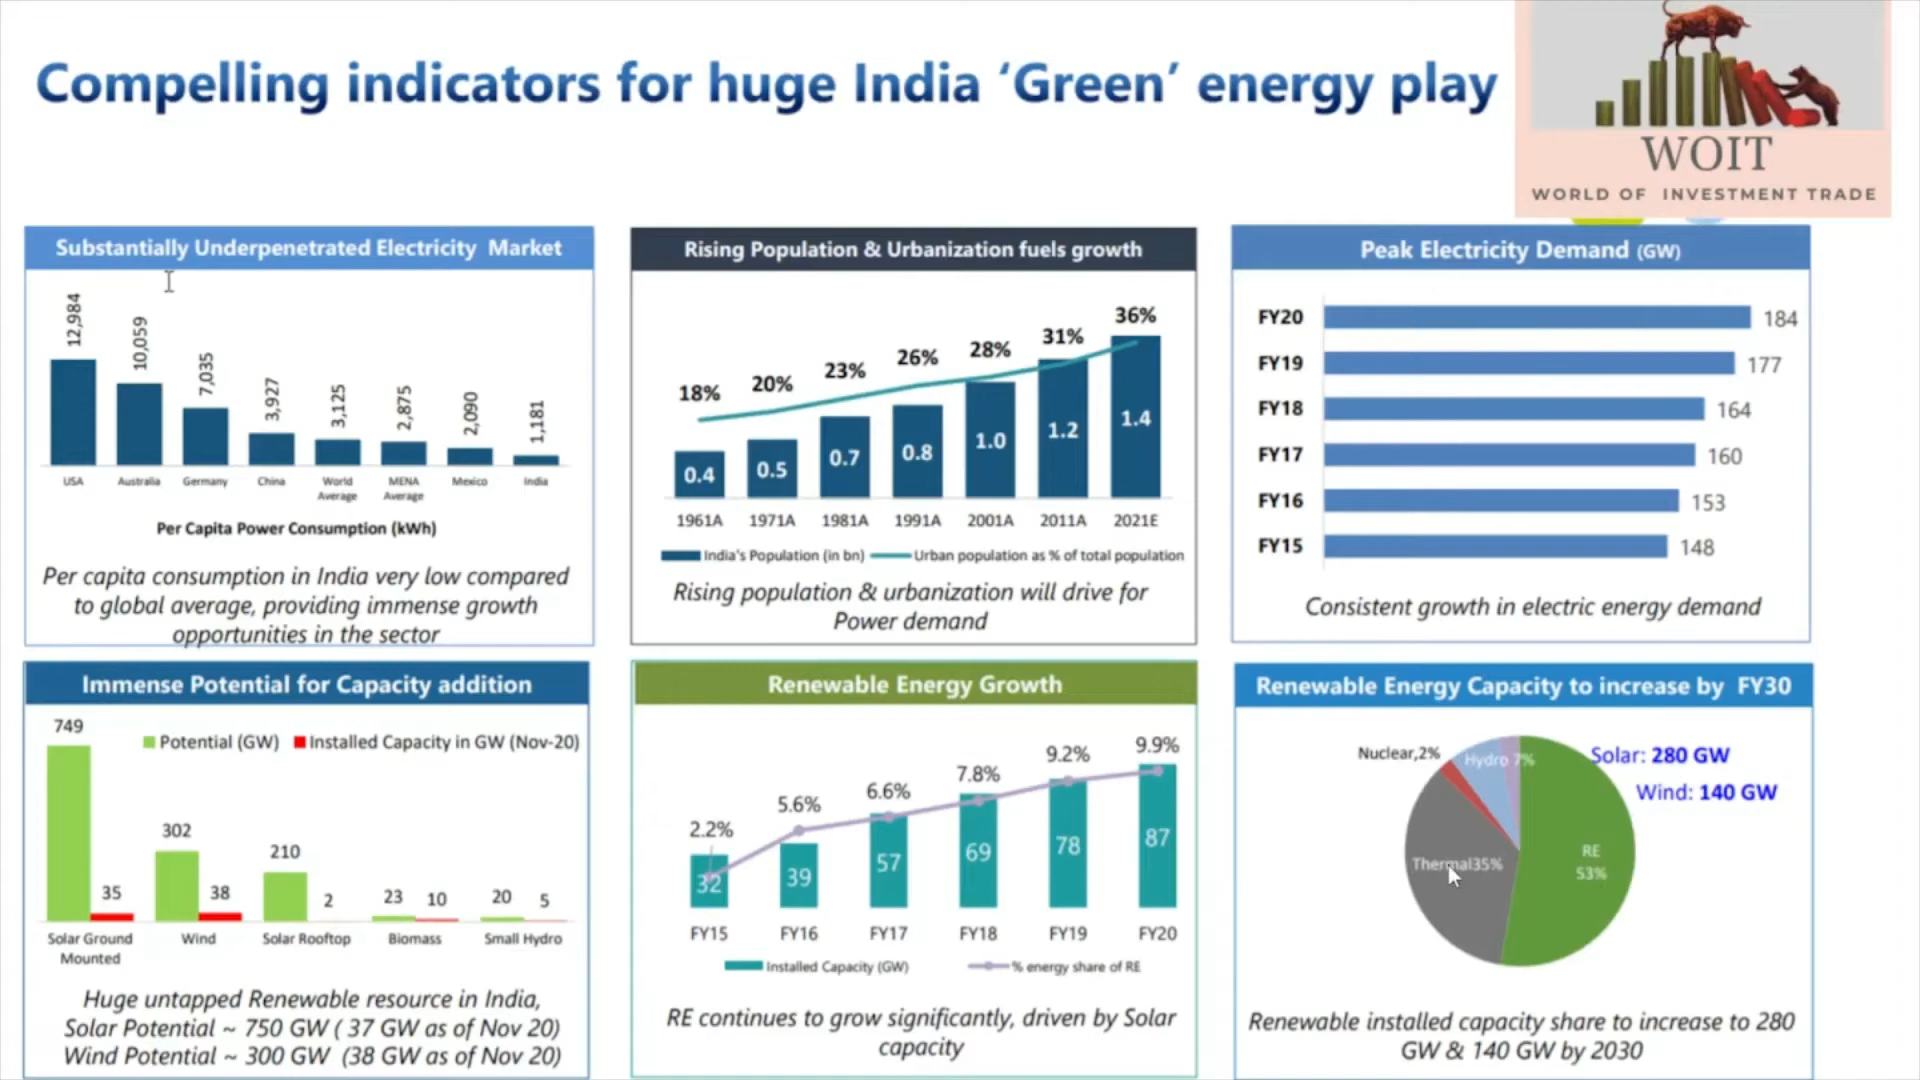 Compelling indicators for huge India ‘Green’ energy play
WOIT
WORLD OF INVESTMENT TRADE
Substantially Underpenetrated Electricity Market
12,984
10,059
7,035
3,927
3,125
2,875
2,090
1,181
USA
Australia
Germany
China
World
Average
MENA
Average
Mexico
India
Per Capita Power Consumption (kWh)
Per capita consumption in India very low compared
to global average, providing immense growth
opportunities in the sector
Rising Population & Urbanization fuels growth
18%
20%
23%
26%
28%
31%
36%
0.4
0.5
0.7
0.8
1.0
1.2
1.4
1961A
1971A
1981A
1991A
2001A
2011A
2021E
India's Population (in bn)
Urban population as % of total population
Rising population & urbanization will drive for
Power demand
Peak Electricity Demand (GW)
FY20 184
FY19 177
FY18 164
FY17 160
FY16 153
FY15 148
Consistent growth in electric energy demand
Immense Potential for Capacity addition
Potential (GW)
Installed Capacity in GW (Nov-20)
749
35
302
38
210
2
23
10
20
5
Solar Ground
Mounted
Wind
Solar Rooftop
Biomass
Small Hydro
Huge untapped Renewable resource in India,
Solar Potential ~ 750 GW ( 37 GW as of Nov 20)
Wind Potential ~ 300 GW (38 GW as of Nov 20)
Renewable Energy Growth
2.2%
5.6%
6.6%
7.8%
9.2%
9.9%
32
39
57
69
78
87
FY15
FY16
FY17
FY18
FY19
FY20
Installed Capacity (GW)
% energy share of RE
RE continues to grow significantly, driven by Solar
capacity
Renewable Energy Capacity to increase by FY30
Nuclear,2%
Hydro 7%
Solar: 280 GW
Wind: 140 GW
Thermal35%
RE
53%
Renewable installed capacity share to increase to 280
GW & 140 GW by 2030